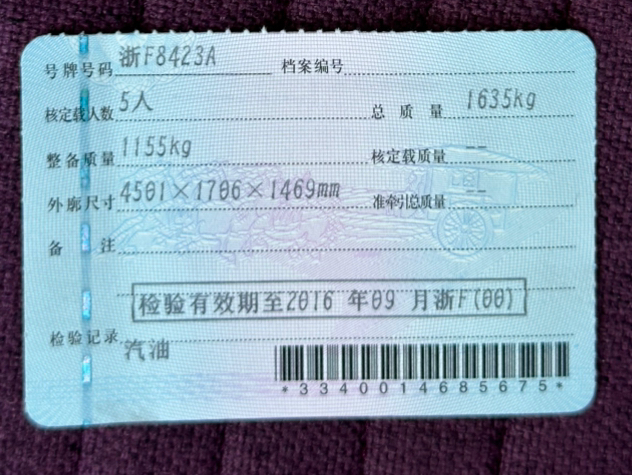 号牌号码 浙F8423A 档案编号
核定载人数 5人 总质量 1635kg
整备质量 1155kg 核定载质量 --
外廓尺寸 4501×1706×1469mm 准牵引总质量 --
备注
检验有效期至2016 年09 月浙F(00)
检验记录 汽油
*3340014685675*